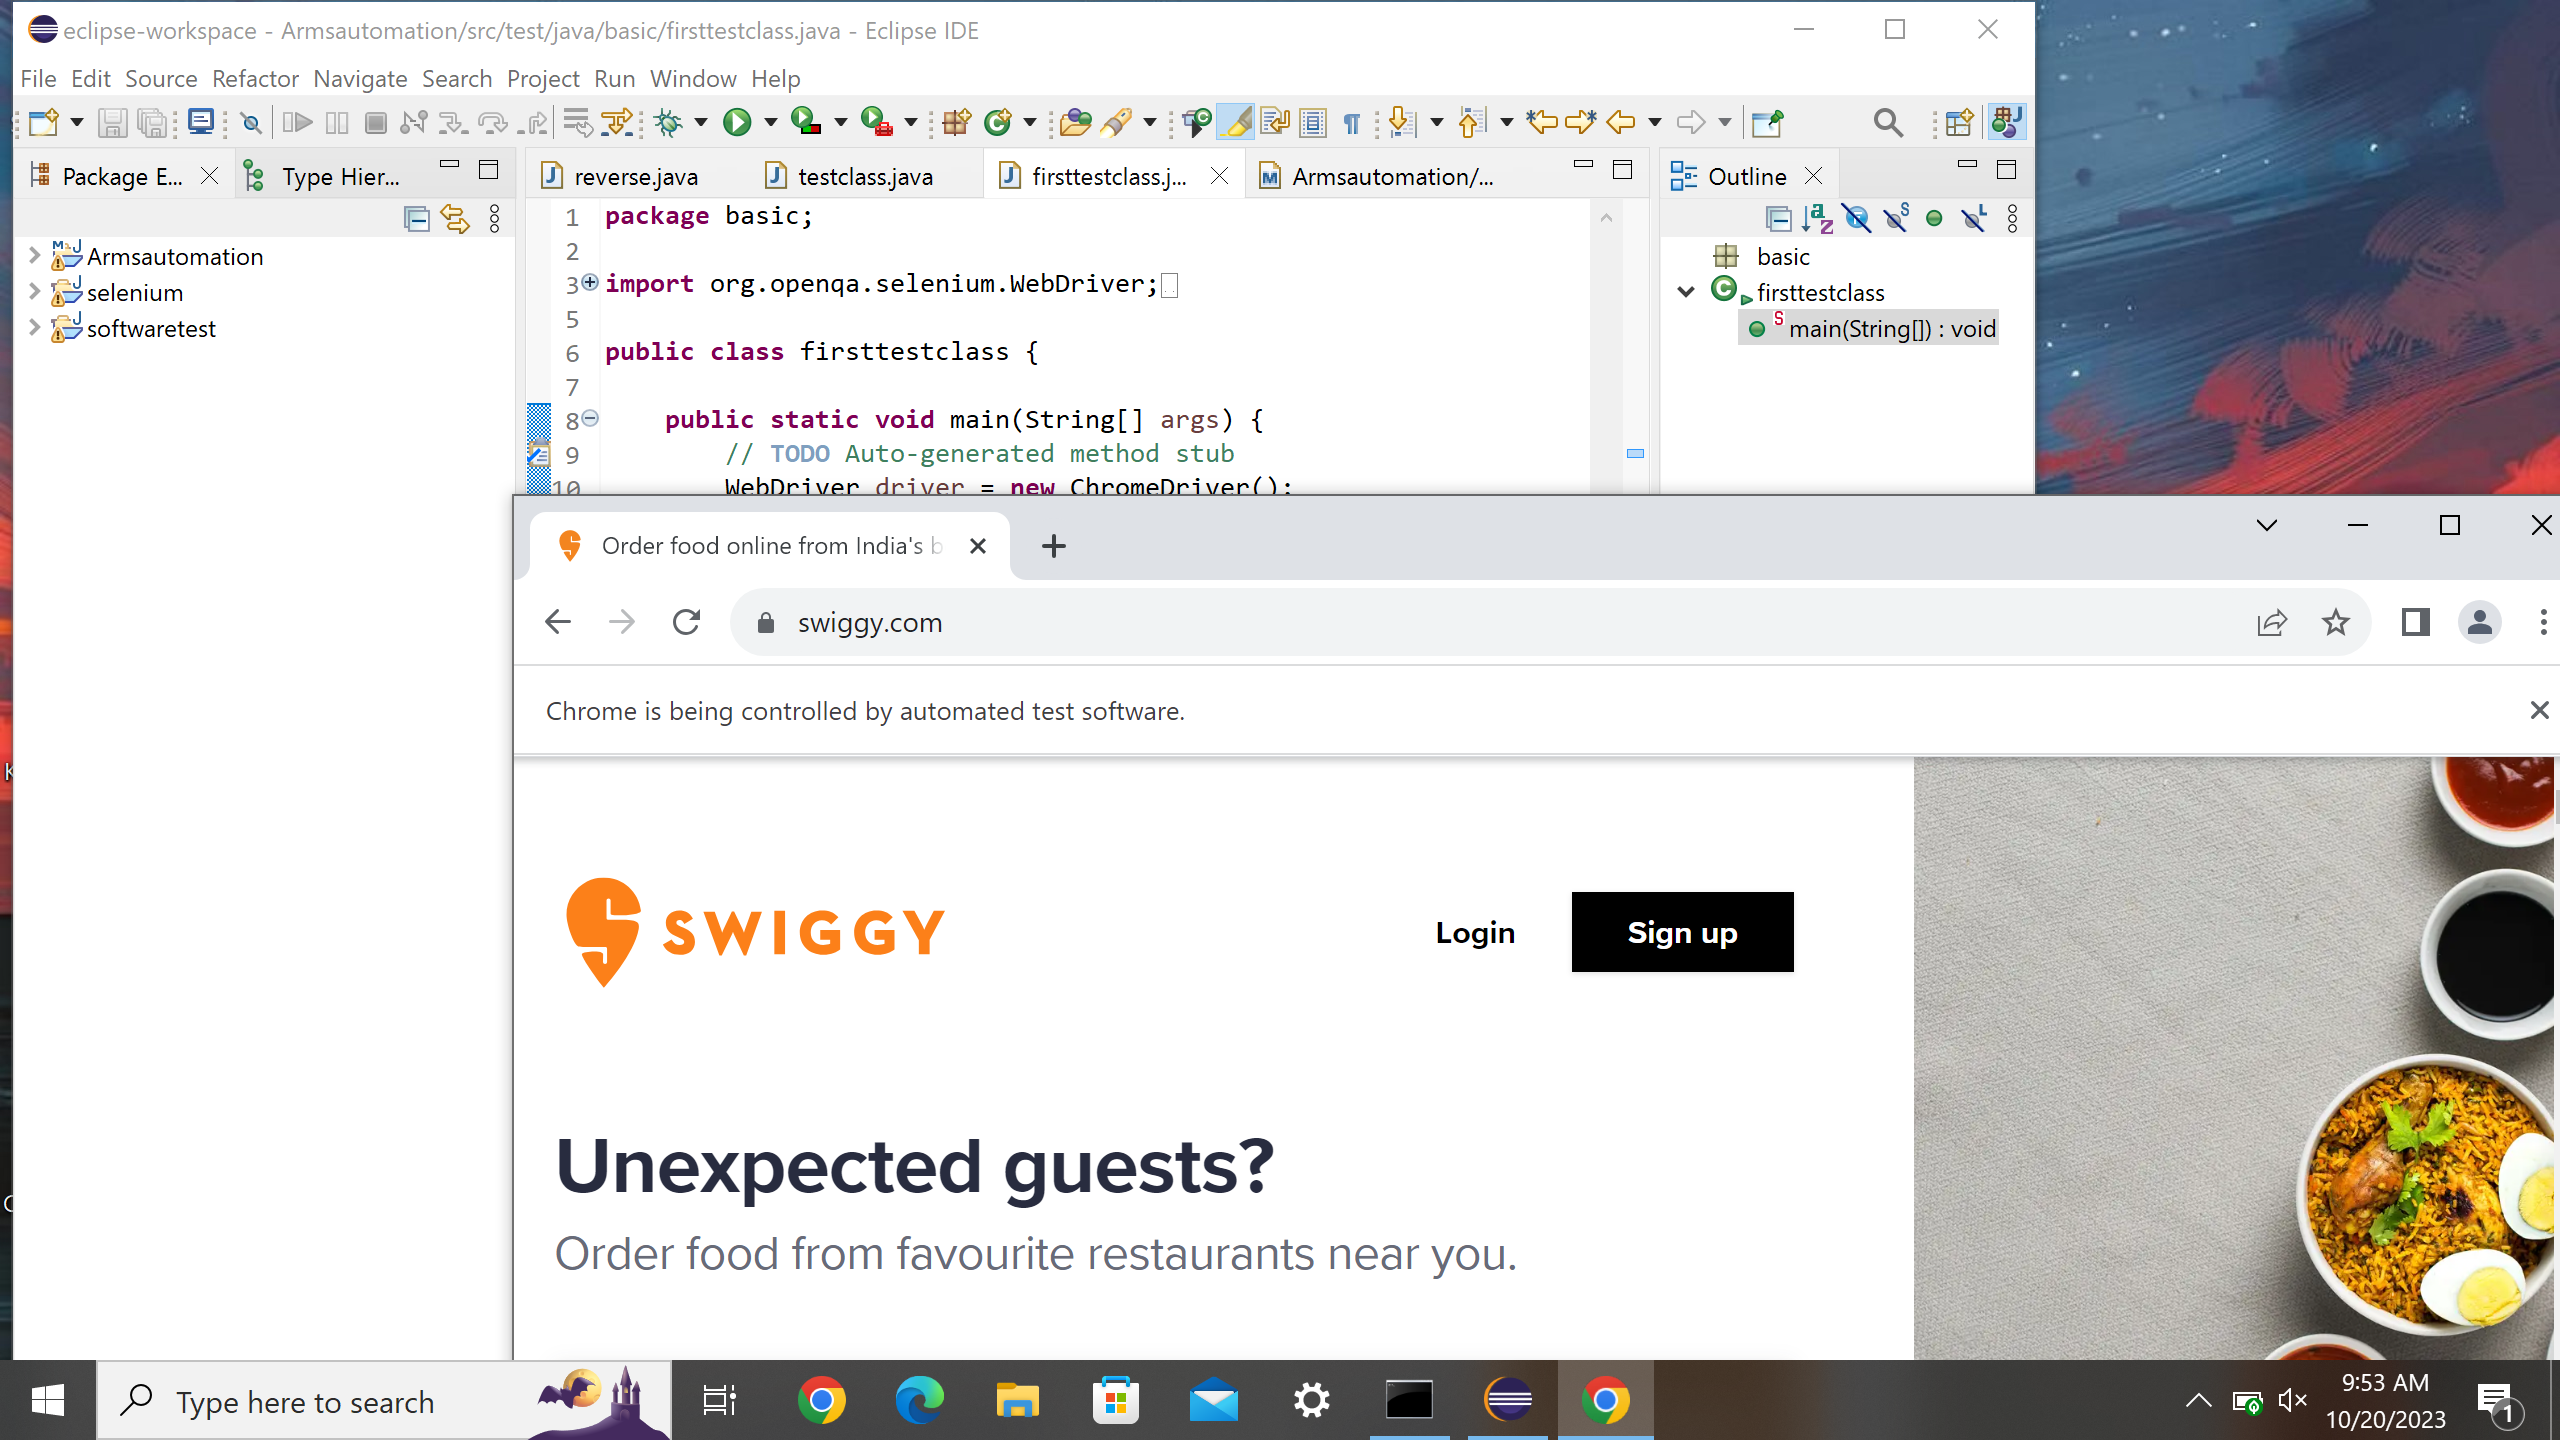 eclipse-workspace - Armsautomation/src/test/java/basic/firsttestclass.java - Eclipse IDE
File Edit Source Refactor Navigate Search Project Run Window Help
Package E... Type Hier...
reverse.java testclass.java firsttestclass.j... Armsautomation/...
Outline
Armsautomation
selenium
softwaretest
1 package basic;
2
3 import org.openqa.selenium.WebDriver;
5
6 public class firsttestclass {
7
8 public static void main(String[] args) {
9 // TODO Auto-generated method stub
10 WebDriver driver = new ChromeDriver();
basic
firsttestclass
main(String[]) : void
Order food online from India's b
swiggy.com
Chrome is being controlled by automated test software.
SWIGGY
Login
Sign up
Unexpected guests?
Order food from favourite restaurants near you.
Type here to search
9:53 AM
10/20/2023
1